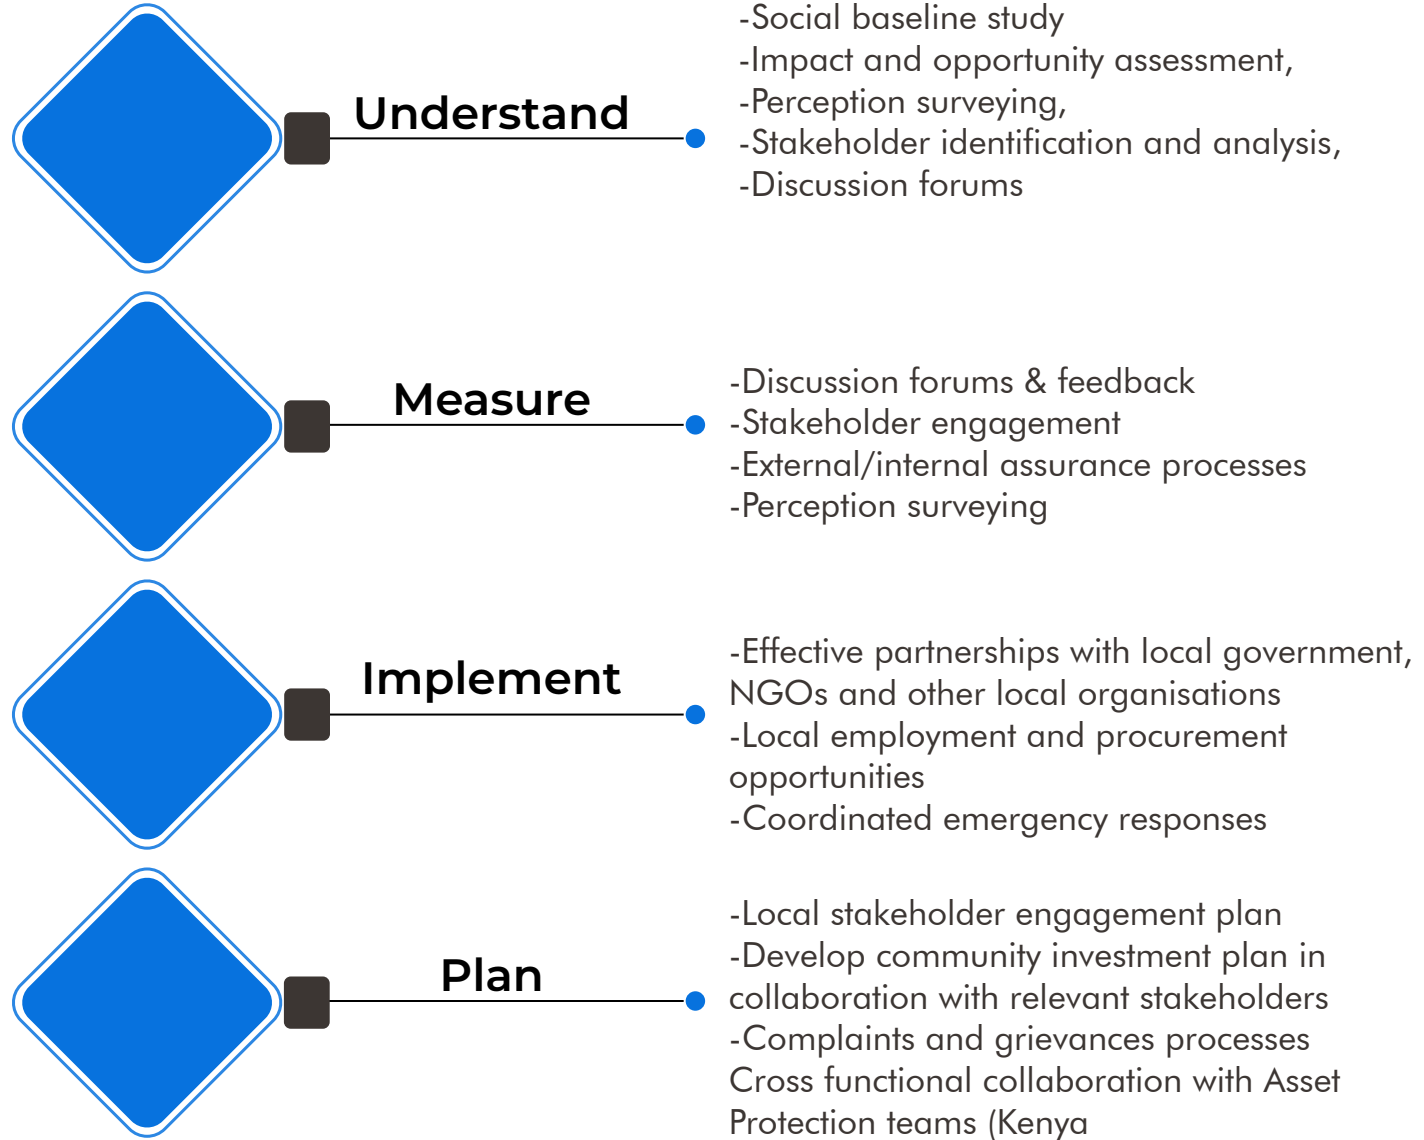 Understand
-Social baseline study
-Impact and opportunity assessment,
-Perception surveying,
-Stakeholder identification and analysis,
-Discussion forums
Measure
-Discussion forums & feedback
-Stakeholder engagement
-External/internal assurance processes
-Perception surveying
Implement
-Effective partnerships with local government,
NGOs and other local organisations
-Local employment and procurement
opportunities
-Coordinated emergency responses
Plan
-Local stakeholder engagement plan
-Develop community investment plan in
collaboration with relevant stakeholders
-Complaints and grievances processes
Cross functional collaboration with Asset
Protection teams (Kenya